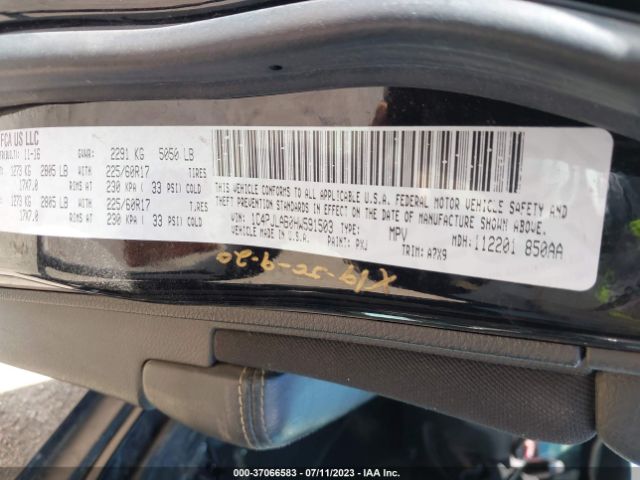 FCA US LLC
11-16 GVWR: 2291 KG 5050 LB
1273 KG 2805 LB WITH 225/60R17 TIRES
17X7.0 RIMS AT 230 KPA ( 33 PSI) COLD
1273 KG 2805 LB WITH 225/60R17 TIRES
17X7.0 RIMS AT 230 KPA ( 33 PSI) COLD
THIS VEHICLE CONFORMS TO ALL APPLICABLE U.S.A. FEDERAL MOTOR VEHICLE SAFETY AND
THEFT PREVENTION STANDARDS IN EFFECT ON THE DATE OF MANUFACTURE SHOWN ABOVE.
VIN: 1C4PJLAB0HW591503 TYPE: MPV MDH: 112201 850AA
VEHICLE MADE IN U.S.A. PAINT: PXJ TRIM: A7X9
000-37066583 / 07/11/2023 / IAA Inc.